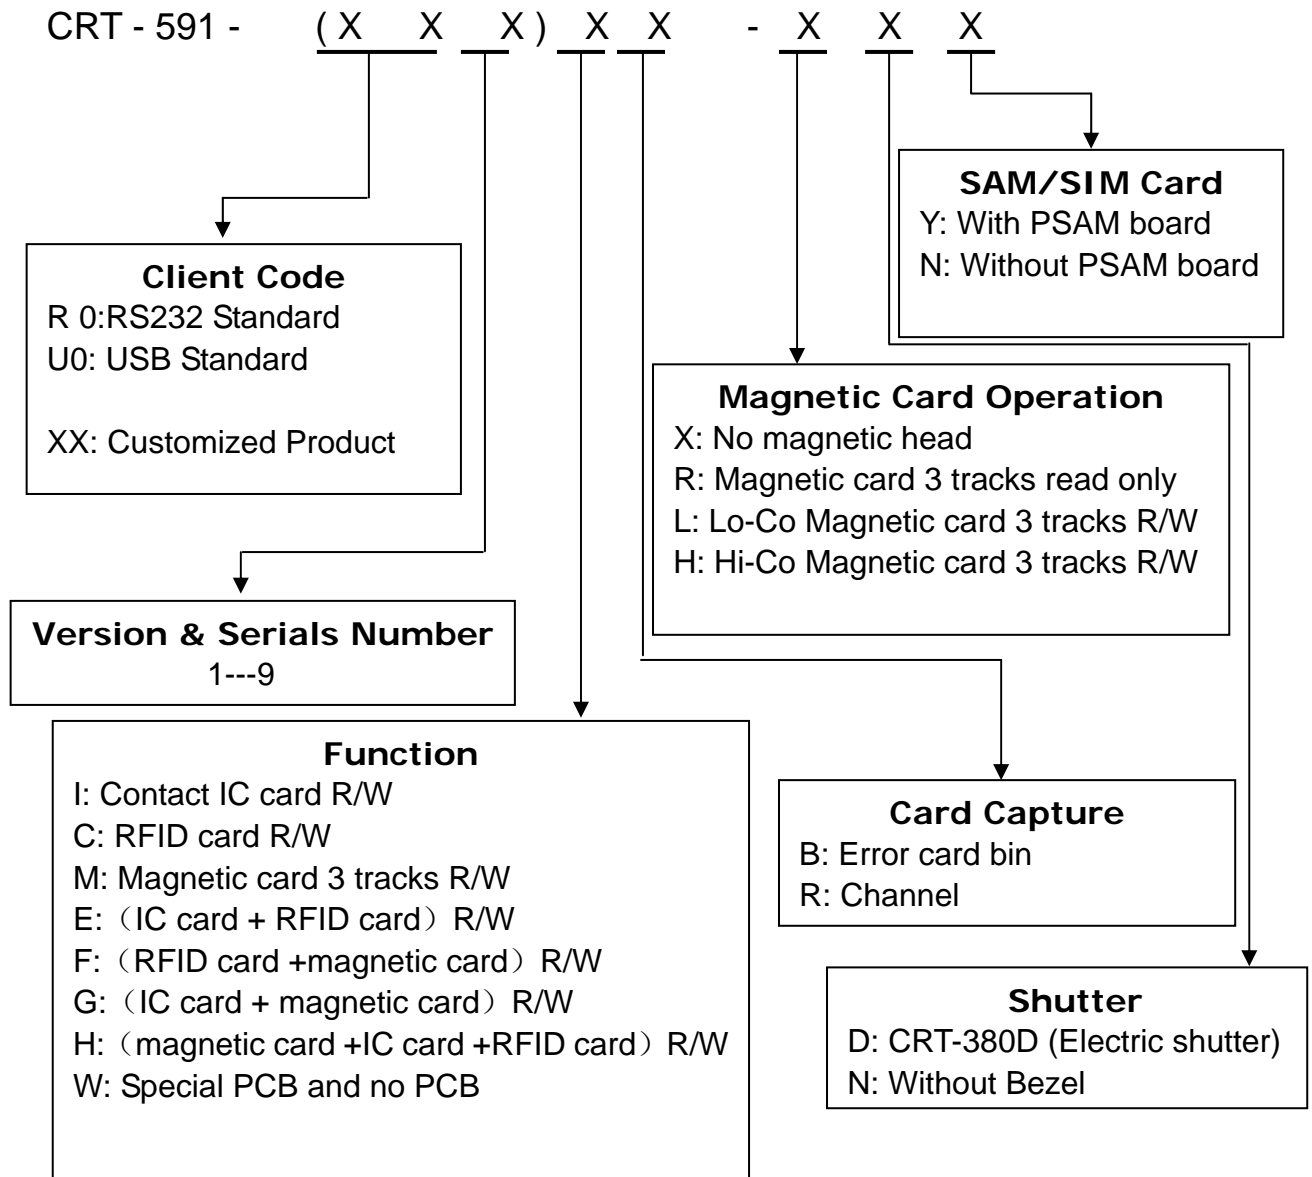 CRT - 591 - (X X X) X X - X X X
SAM/SIM Card
Y: With PSAM board
N: Without PSAM board
Client Code
R 0:RS232 Standard
U0: USB Standard
XX: Customized Product
Magnetic Card Operation
X: No magnetic head
R: Magnetic card 3 tracks read only
L: Lo-Co Magnetic card 3 tracks R/W
H: Hi-Co Magnetic card 3 tracks R/W
Version & Serials Number
1---9
Function
I: Contact IC card R/W
C: RFID card R/W
M: Magnetic card 3 tracks R/W
E:（IC card + RFID card）R/W
F:（RFID card +magnetic card）R/W
G:（IC card + magnetic card）R/W
H:（magnetic card +IC card +RFID card）R/W
W: Special PCB and no PCB
Card Capture
B: Error card bin
R: Channel
Shutter
D: CRT-380D (Electric shutter)
N: Without Bezel